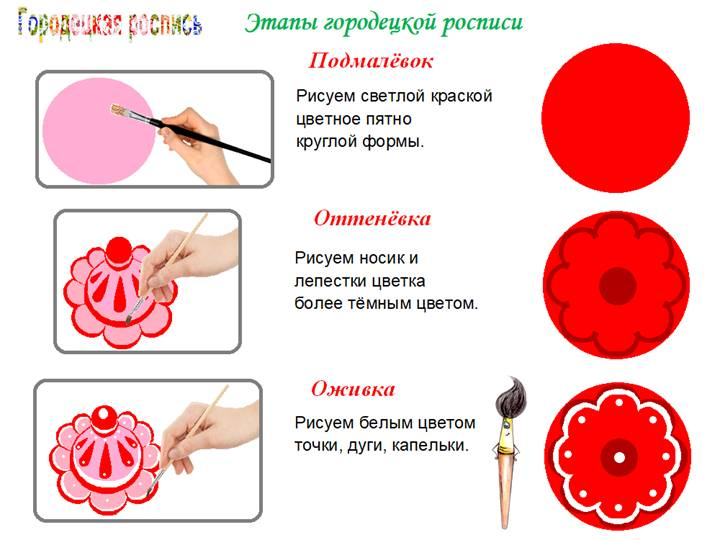 Городецкая роспись
Этапы городецкой росписи
Подмалёвок
Рисуем светлой краской
цветное пятно
круглой формы.
Оттенёвка
Рисуем носик и
лепестки цветка
более тёмным цветом.
Оживка
Рисуем белым цветом
точки, дуги, капельки.